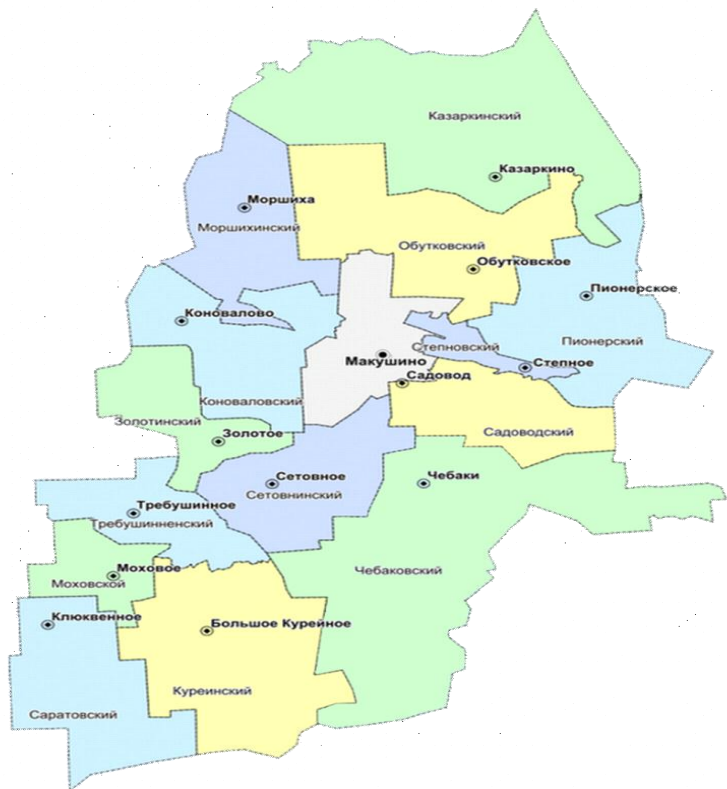 Казаркинский
Казаркино
Моршиха
Моршихинский
Обутковский
Обутковское
Пионерское
Коновалово
Пионерский
Степновский
Макушино
Степное
Садовод
Коноваловский
Золотинский
Золотое
Садоводский
Сетовное
Чебаки
Сетовнинский
Требушинное
Требушинненский
Моховое
Чебаковский
Моховской
Клюквенное
Большое Курейное
Куреинский
Саратовский